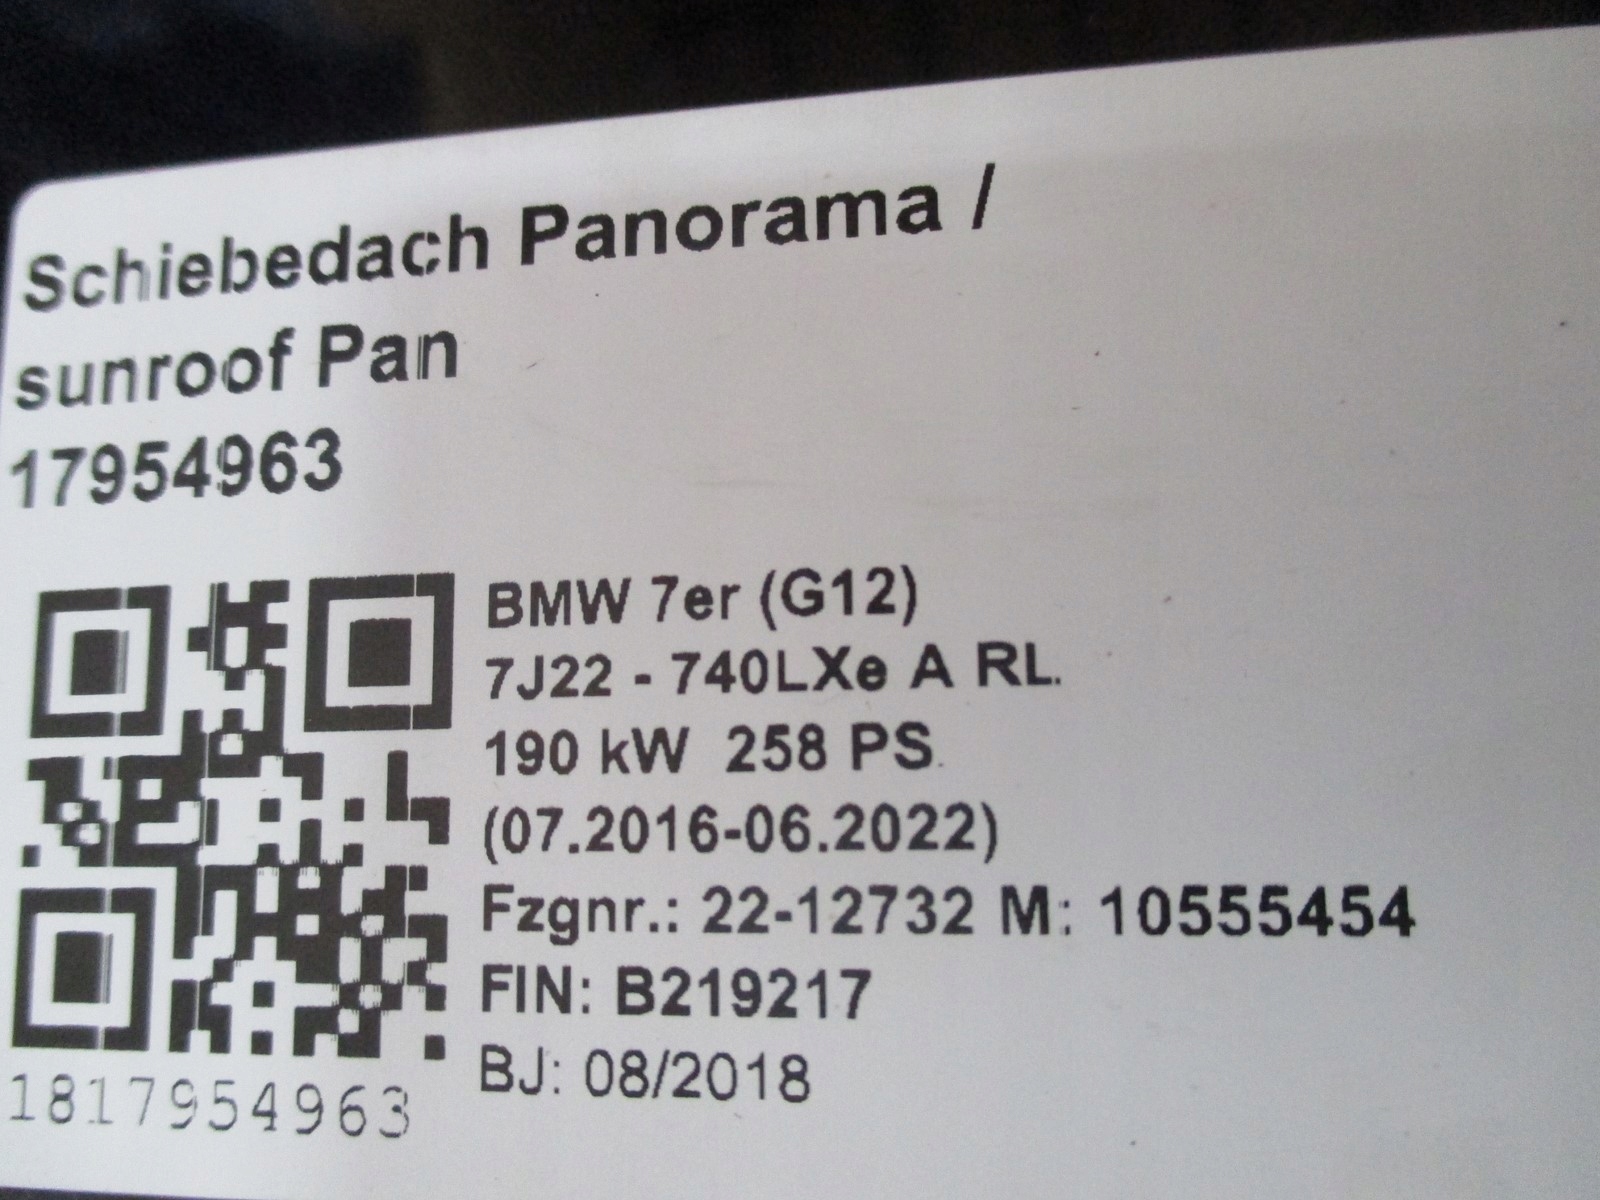 Schiebedach Panorama /
sunroof Pan
17954963
BMW 7er (G12)
7J22 - 740LXe A RL.
190 kW 258 PS.
(07.2016-06.2022)
Fzgnr.: 22-12732 M: 10555454
FIN: B219217
BJ: 08/2018
1817954963